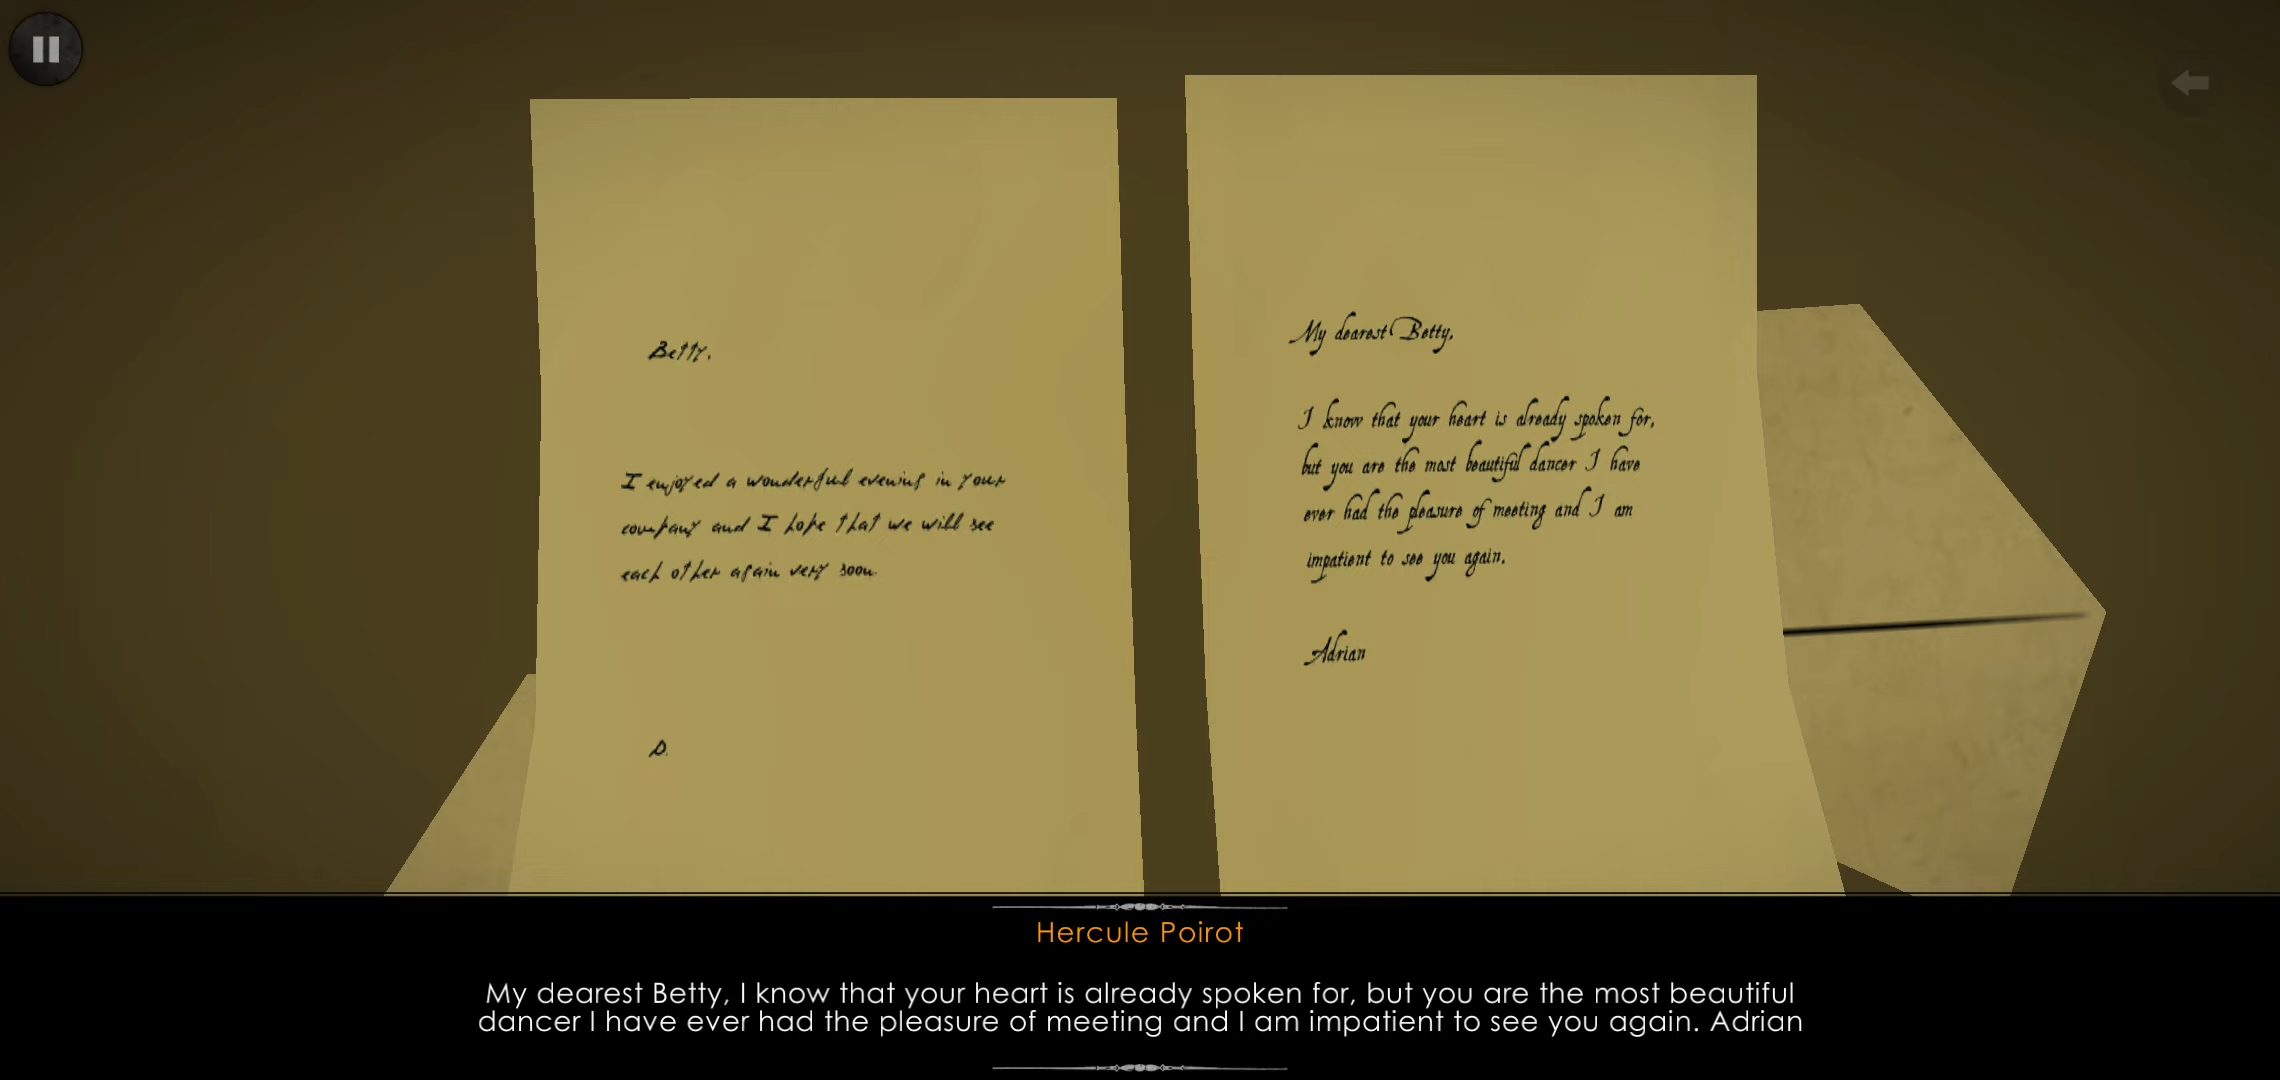 Betty,
I enjoyed a wonderful evening in your
company and I hope that we will see
each other again very soon.
D.
My dearest Betty,
I know that your heart is already spoken for,
but you are the most beautiful dancer I have
ever had the pleasure of meeting and I am
impatient to see you again.
Adrian
Hercule Poirot
My dearest Betty, I know that your heart is already spoken for, but you are the most beautiful
dancer I have ever had the pleasure of meeting and I am impatient to see you again. Adrian